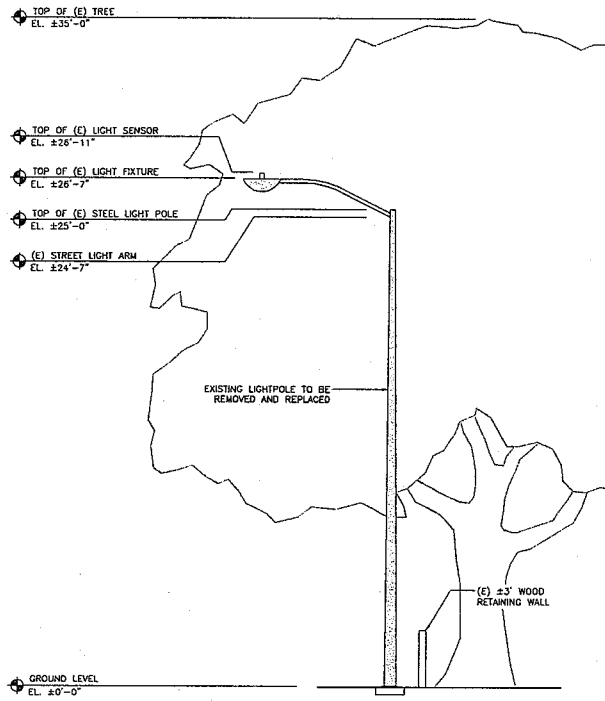 TOP OF (E) TREE
EL. ±35'-0"
TOP OF (E) LIGHT SENSOR
EL. ±26'-11"
TOP OF (E) LIGHT FIXTURE
EL. ±26'-7"
TOP OF (E) STEEL LIGHT POLE
EL. ±25'-0"
(E) STREET LIGHT ARM
EL. ±24'-7"
EXISTING LIGHTPOLE TO BE
REMOVED AND REPLACED
(E) ±3' WOOD
RETAINING WALL
GROUND LEVEL
EL. ±0'-0"